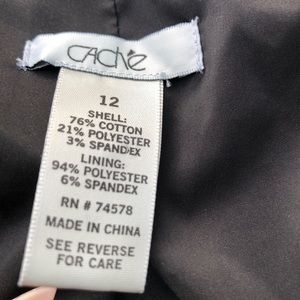 CACHÉ
12
SHELL:
76% COTTON
21% POLYESTER
3% SPANDEX
LINING:
94% POLYESTER
6% SPANDEX
RN # 74578
MADE IN CHINA
SEE REVERSE
FOR CARE